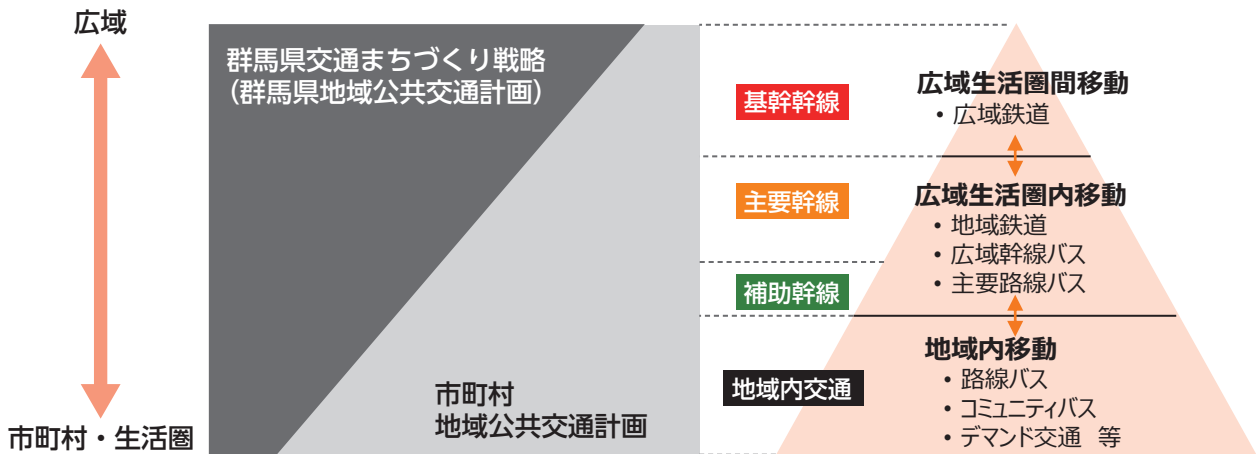 広域
市町村・生活圏
群馬県交通まちづくり戦略
（群馬県地域公共交通計画）
市町村
地域公共交通計画
基幹幹線
主要幹線
補助幹線
地域内交通
広域生活圏間移動
・広域鉄道
広域生活圏内移動
・地域鉄道
・広域幹線バス
・主要路線バス
地域内移動
・路線バス
・コミュニティバス
・デマンド交通 等